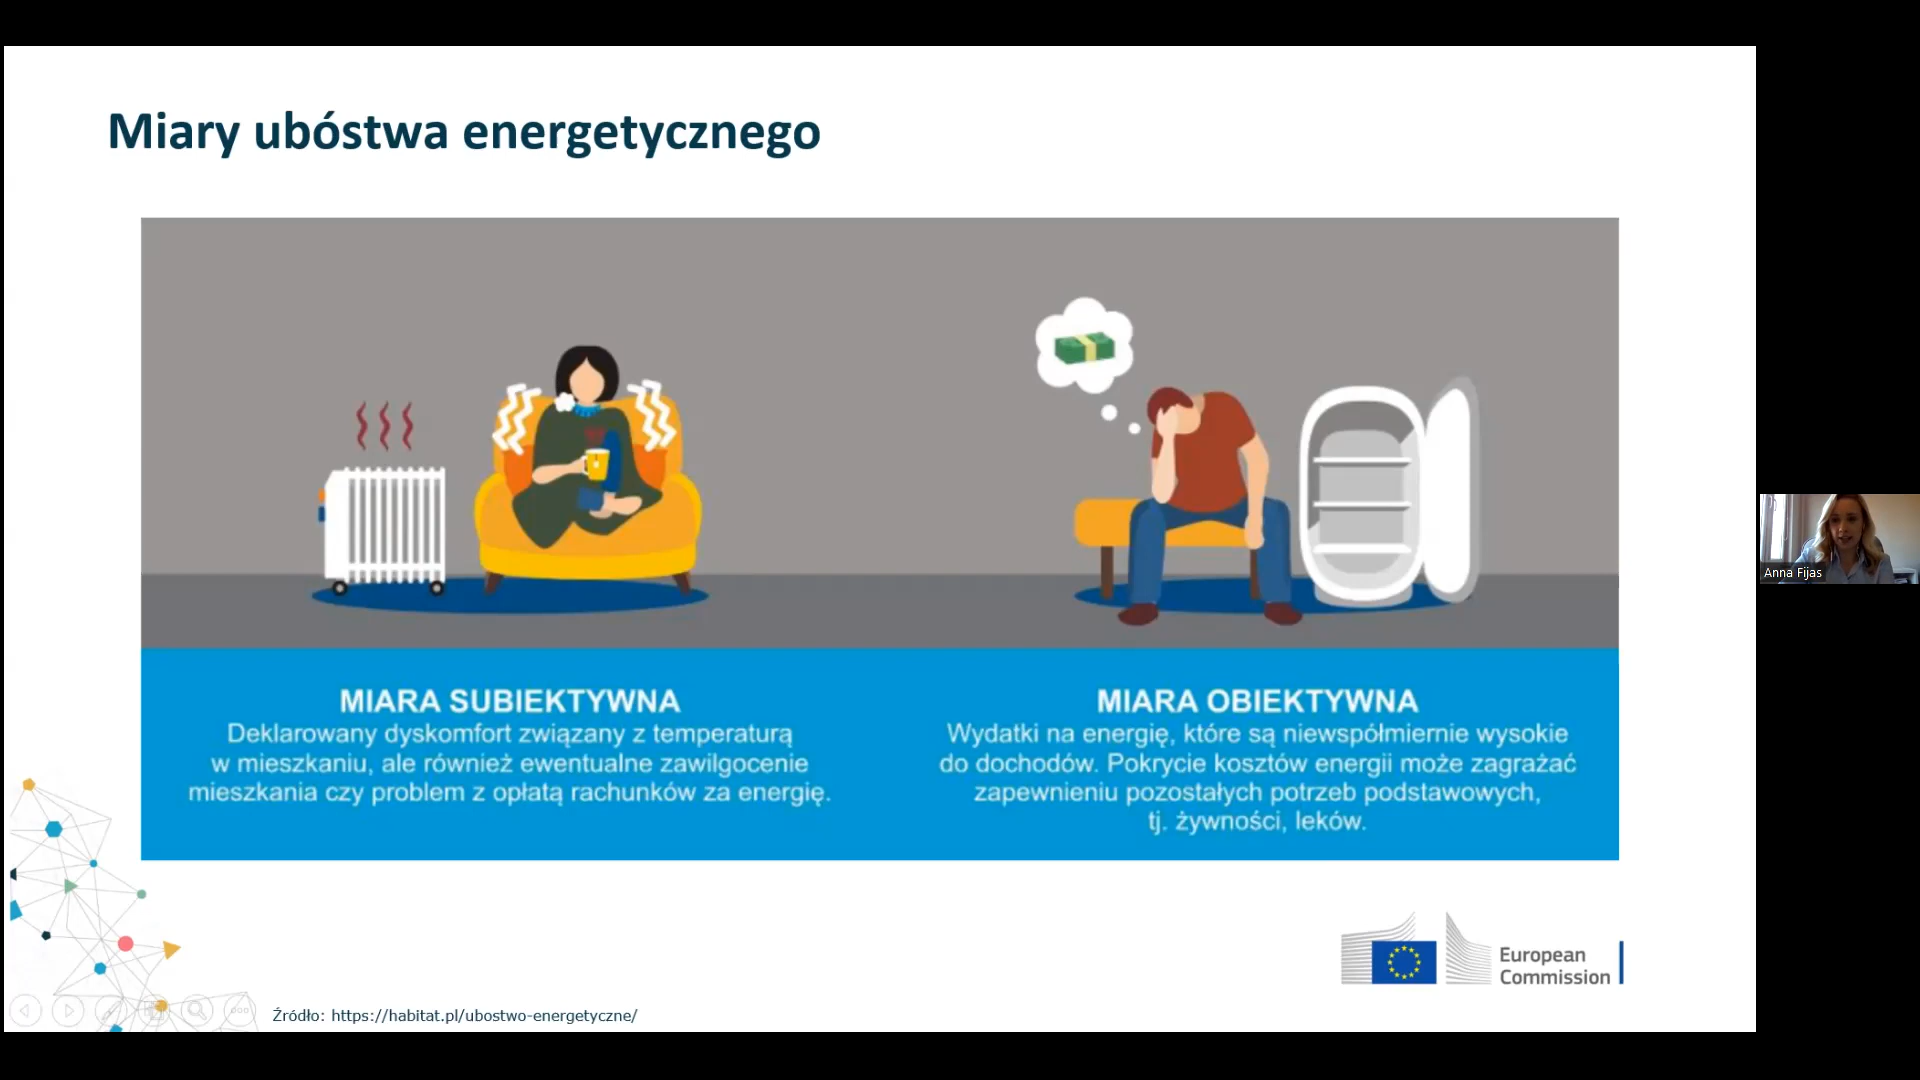 Miary ubóstwa energetycznego
MIARA SUBIEKTYWNA
Deklarowany dyskomfort związany z temperaturą
w mieszkaniu, ale również ewentualne zawilgocenie
mieszkania czy problem z opłatą rachunków za energię.
MIARA OBIEKTYWNA
Wydatki na energię, które są niewspółmiernie wysokie
do dochodów. Pokrycie kosztów energii może zagrażać
zapewnieniu pozostałych potrzeb podstawowych,
tj. żywności, leków.
Anna Fijas
European
Commission
Źródło: https://habitat.pl/ubostwo-energetyczne/